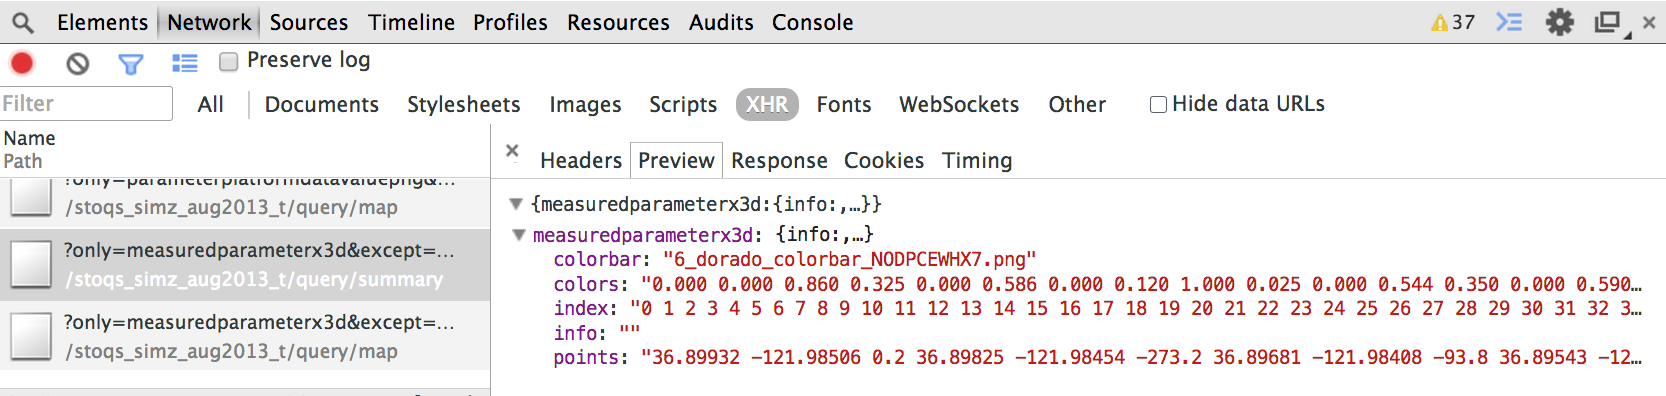 Elements Network Sources Timeline Profiles Resources Audits Console 37
Preserve log
Filter All Documents Stylesheets Images Scripts XHR Fonts WebSockets Other Hide data URLs
Name
Path
?only=parameterplatformdatavaluepng&...
/stoqs_simz_aug2013_t/query/map
?only=measuredparameterx3d&except=...
/stoqs_simz_aug2013_t/query/summary
?only=measuredparameterx3d&except=...
/stoqs_simz_aug2013_t/query/map
Headers Preview Response Cookies Timing
{measuredparameterx3d:{info:,…}}
measuredparameterx3d: {info:,…}
colorbar: "6_dorado_colorbar_NODPCEWHX7.png"
colors: "0.000 0.000 0.860 0.325 0.000 0.586 0.000 0.120 1.000 0.025 0.000 0.544 0.350 0.000 0.590…
index: "0 1 2 3 4 5 6 7 8 9 10 11 12 13 14 15 16 17 18 19 20 21 22 23 24 25 26 27 28 29 30 31 32 3…
info: ""
points: "36.89932 -121.98506 0.2 36.89825 -121.98454 -273.2 36.89681 -121.98408 -93.8 36.89543 -12…